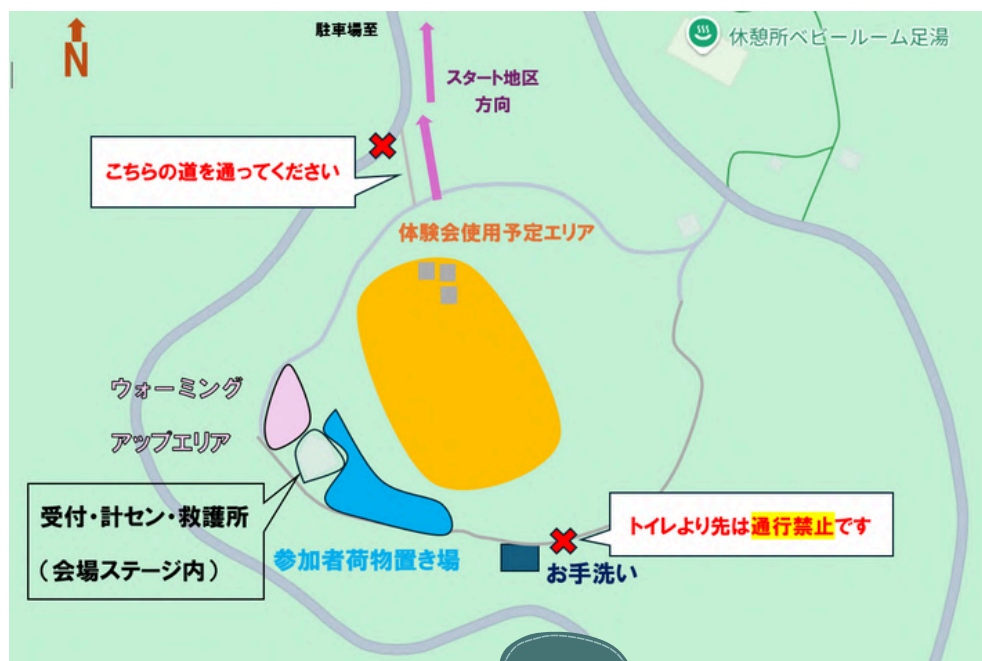 N
駐車場至
休憩所ベビールーム足湯
スタート地区
方向
こちらの道を通ってください
体験会使用予定エリア
ウォーミング
アップエリア
受付・計セン・救護所
（会場ステージ内）
参加者荷物置き場
トイレより先は通行禁止です
お手洗い